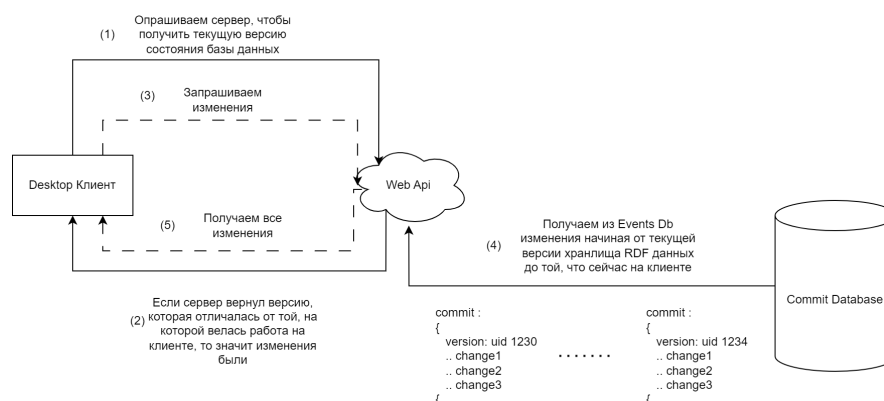 (1)
Опрашиваем сервер, чтобы
получить текущую версию
состояния базы данных
(3)
Запрашиваем
изменения
Desktop Клиент
Web Api
(5)
Получаем все
изменения
(4)
Получаем из Events Db
изменения начиная от текущей
версии хранлища RDF данных
до той, что сейчас на клиенте
Commit Database
(2)
Если сервер вернул версию,
которая отличалась от той, на
которой велась работа на
клиенте, то значит изменения
были
commit :
{
version: uid 1230
.. change1
.. change2
.. change3
{
. . . . . . .
commit :
{
version: uid 1234
.. change1
.. change2
.. change3
{